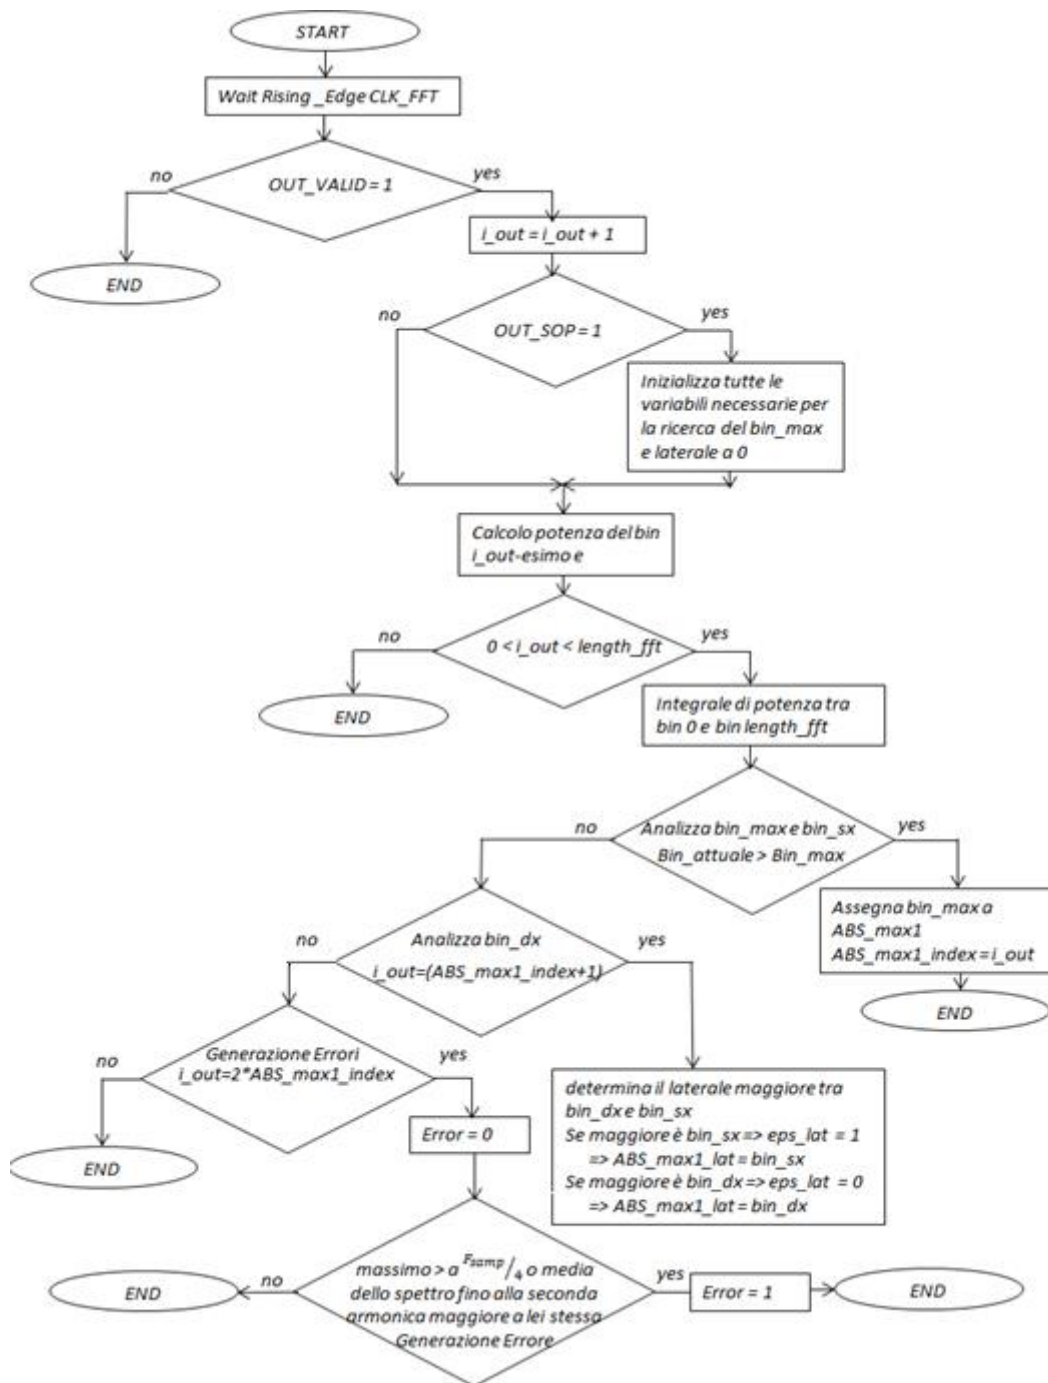 START
Wait Rising _Edge CLK_FFT
no
yes
OUT_VALID = 1
i_out = i_out + 1
END
no
yes
OUT_SOP = 1
Inizializza tutte le
variabili necessarie per
la ricerca del bin_max
e laterale a 0
Calcolo potenza del bin
i_out-esimo e
no
yes
0 < i_out < length_fft
END
Integrale di potenza tra
bin 0 e bin length_fft
no
yes
Analizza bin_max e bin_sx
Bin_attuale > Bin_max
Assegna bin_max a
ABS_max1
ABS_max1_index = i_out
END
no
yes
Analizza bin_dx
i_out=(ABS_max1_index+1)
no
yes
Generazione Errori
i_out=2*ABS_max1_index
END
Error = 0
determina il laterale maggiore tra
bin_dx e bin_sx
Se maggiore è bin_sx => eps_lat = 1
=> ABS_max1_lat = bin_sx
Se maggiore è bin_dx => eps_lat = 0
=> ABS_max1_lat = bin_dx
END
no
massimo > a Fsamp/4 o media
dello spettro fino alla seconda
armonica maggiore a lei stessa
Generazione Errore
yes
Error = 1
END